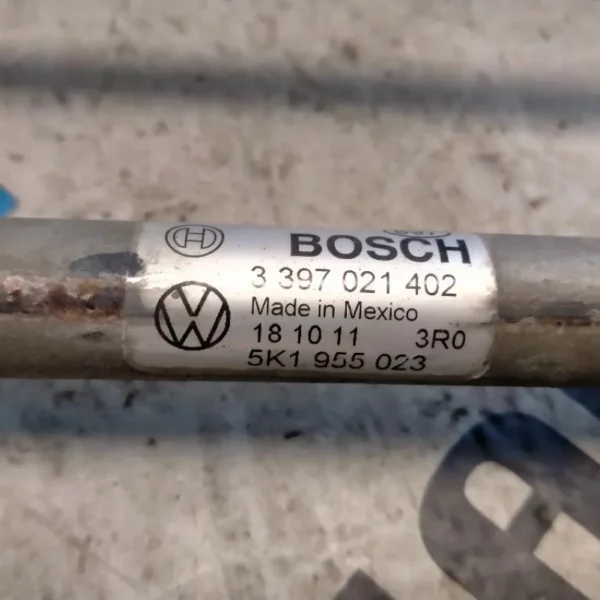 BOSCH
3 397 021 402
Made in Mexico
18 10 11 3R0
5K1 955 023